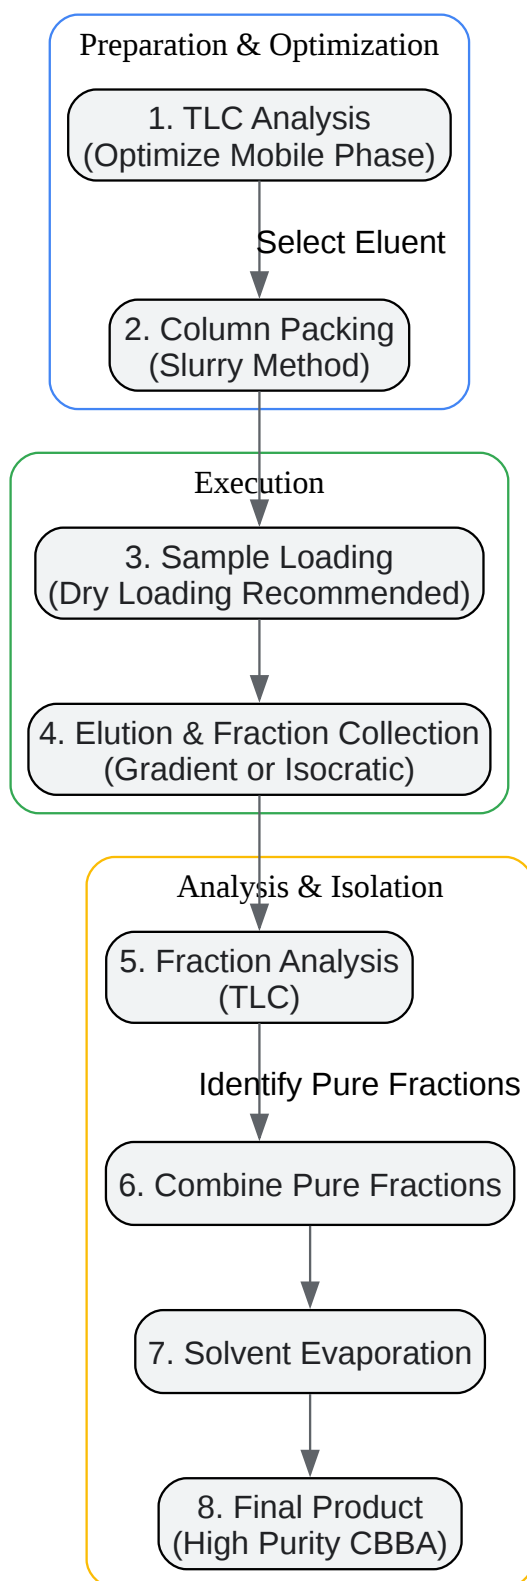 Preparation & Optimization
1. TLC Analysis
(Optimize Mobile Phase)
Select Eluent
2. Column Packing
(Slurry Method)
Execution
3. Sample Loading
(Dry Loading Recommended)
4. Elution & Fraction Collection
(Gradient or Isocratic)
Analysis & Isolation
5. Fraction Analysis
(TLC)
Identify Pure Fractions
6. Combine Pure Fractions
7. Solvent Evaporation
8. Final Product
(High Purity CBBA)